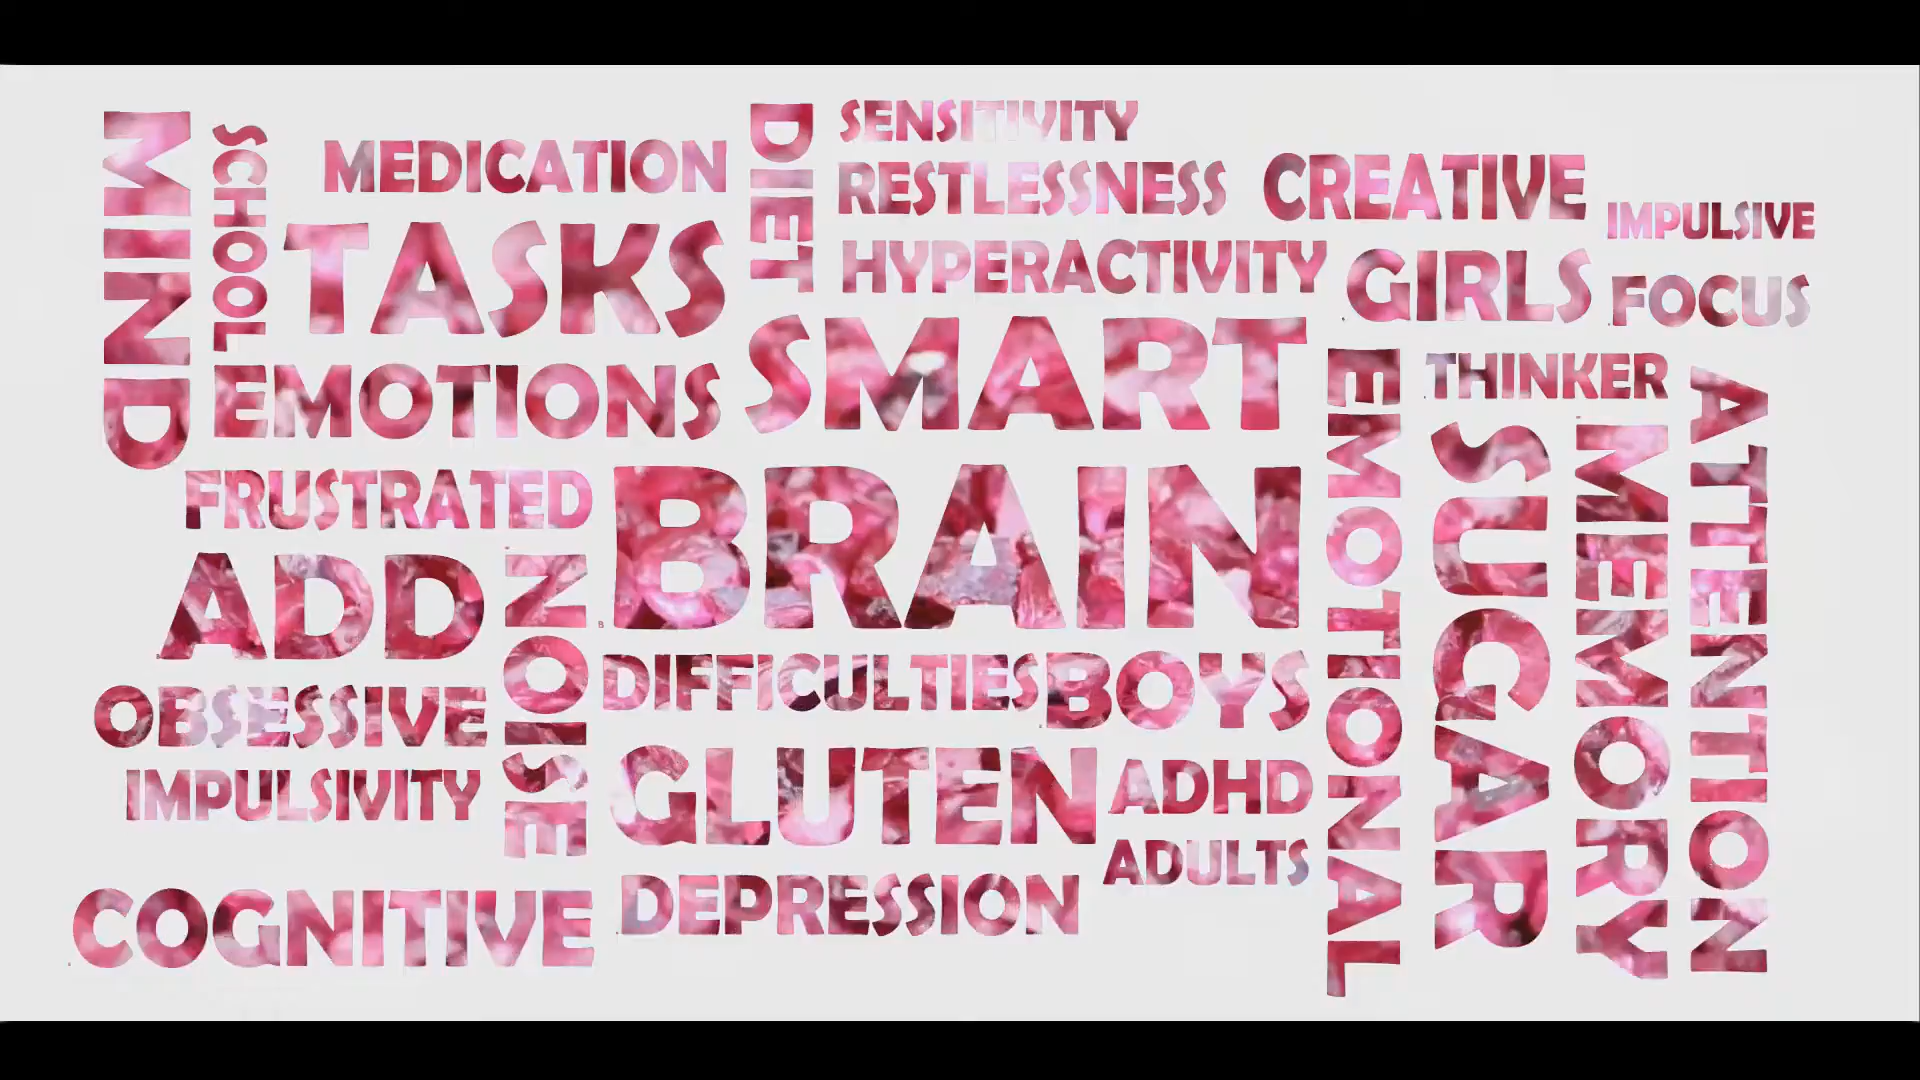 MIND
SCHOOL
MEDICATION
TASKS
EMOTIONS
DIET
SENSITIVITY
RESTLESSNESS
HYPERACTIVITY
CREATIVE
IMPULSIVE
GIRLS
FOCUS
SMART
THINKER
FRUSTRATED
BRAIN
EMOTIONAL
SUGAR
MEMORY
ATTENTION
ADD
NOISE
DIFFICULTIES
BOYS
OBSESSIVE
IMPULSIVITY
GLUTEN
ADHD
ADULTS
COGNITIVE
DEPRESSION